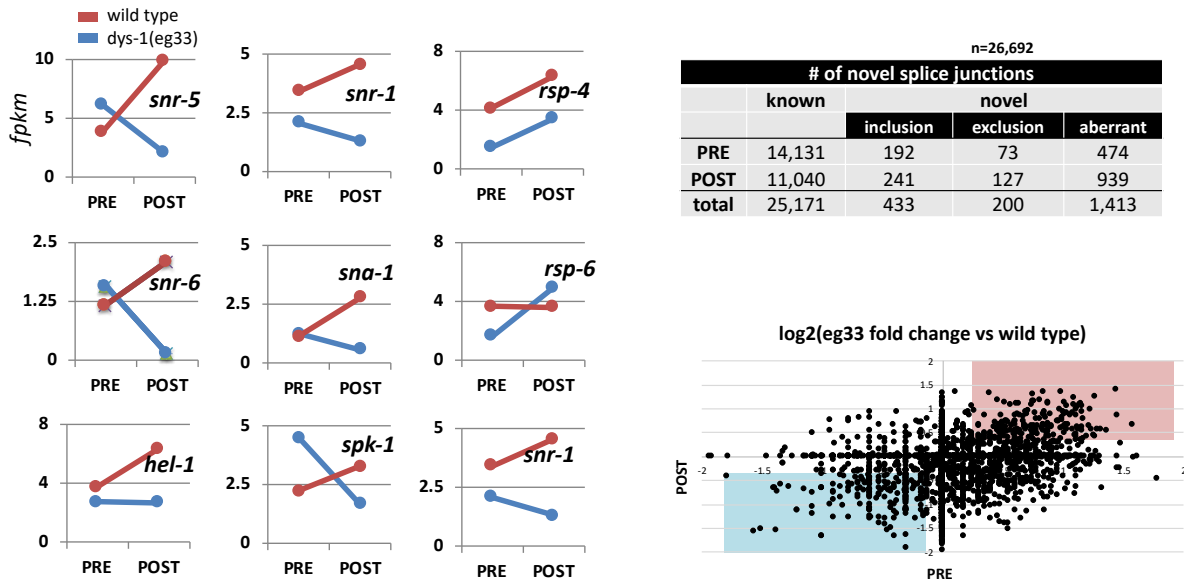 wild type
dys-1(eg33)
fpkm
10
5
0
snr-5
PRE POST
5
2.5
0
snr-1
PRE POST
8
4
0
rsp-4
PRE POST
2.5
1.25
0
snr-6
PRE POST
5
2.5
0
sna-1
PRE POST
8
4
0
rsp-6
PRE POST
8
4
0
hel-1
PRE POST
5
2.5
0
spk-1
PRE POST
5
2.5
0
snr-1
PRE POST
n=26,692
# of novel splice junctions
known novel
inclusion exclusion aberrant
PRE 14,131 192 73 474
POST 11,040 241 127 939
total 25,171 433 200 1,413
log2(eg33 fold change vs wild type)
2
1.5
1
0.5
-2 -1.5 1.5 2
-1.5
-2
POST
PRE